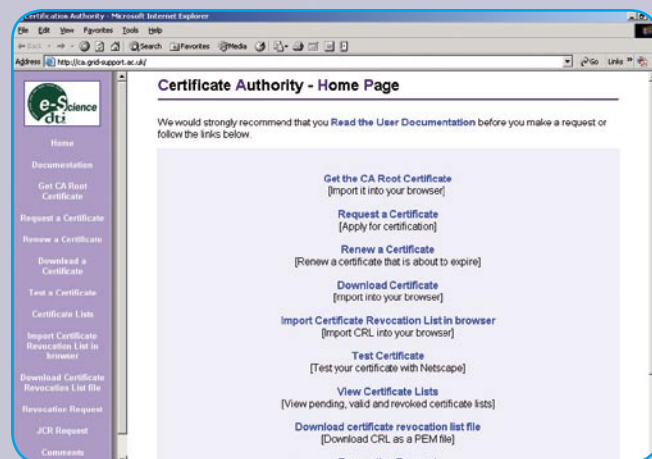 Certification Authority - Microsoft Internet Explorer
File Edit View Favorites Tools Help
Back Search Favorites Media
Address http://ca.grid-support.ac.uk/ Go Links »
e-Science
dti
Home
Documentation
Get CA Root
Certificate
Request a Certificate
Renew a Certificate
Download a
Certificate
Test a Certificate
Certificate Lists
Import Certificate
Revocation List in
browser
Download Certificate
Revocation List file
Revocation Request
JCR Request
Comments
Certificate Authority - Home Page
We would strongly recommend that you Read the User Documentation before you make a request or
follow the links below.
Get the CA Root Certificate
[Import it into your browser]
Request a Certificate
[Apply for certification]
Renew a Certificate
[Renew a certificate that is about to expire]
Download Certificate
[Import into your browser]
Import Certificate Revocation List in browser
[Import CRL into your browser]
Test Certificate
[Test your certificate with Netscape]
View Certificate Lists
[View pending, valid and revoked certificate lists]
Download certificate revocation list file
[Download CRL as a PEM file]